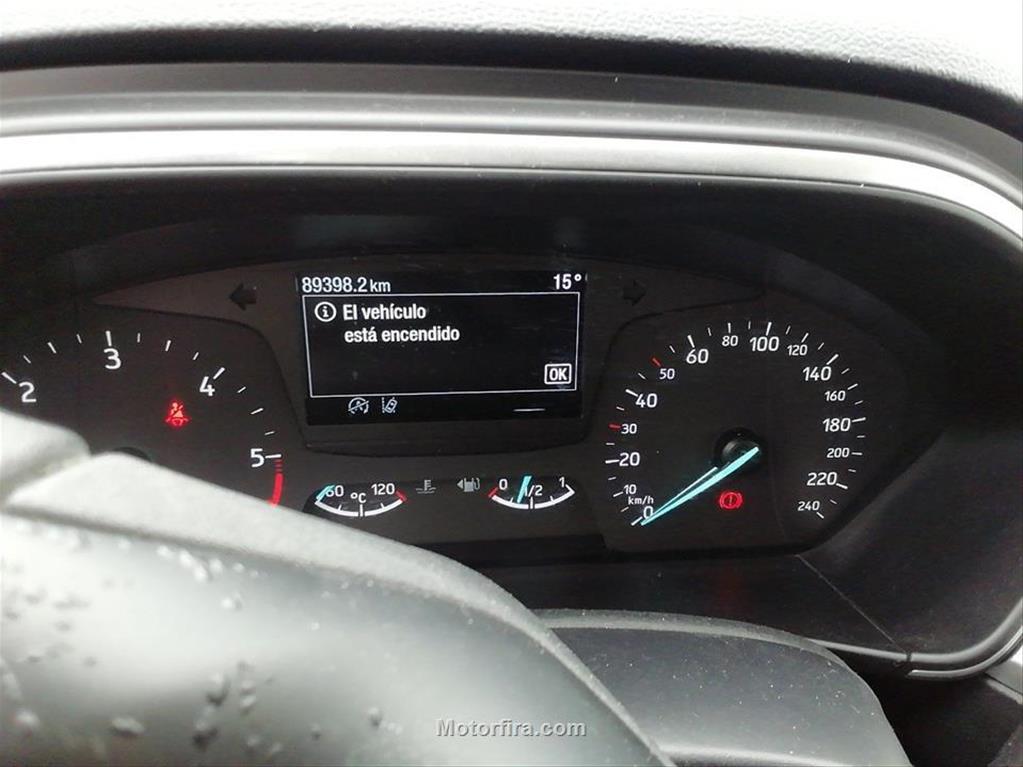 89398.2 km 15°
El vehículo
está encendido
OK
2 3 4 5
60 °C 120
0 1/2 1
0 10 20 30 40 50 60 80 100 120 140 160 180 200 220 240
km/h
Motorfira.com